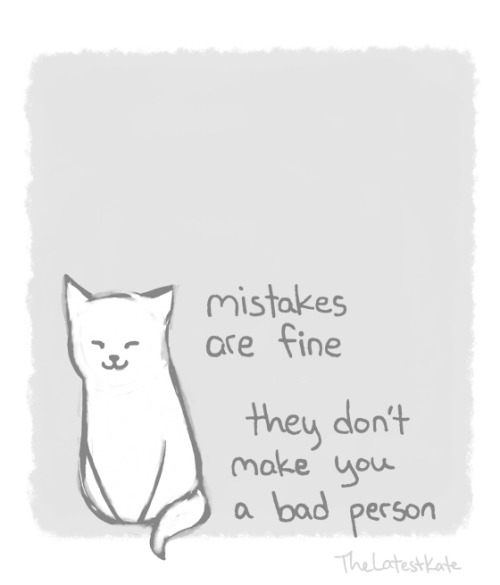 mistakes
are fine
they don't
make you
a bad person
TheLatestKate